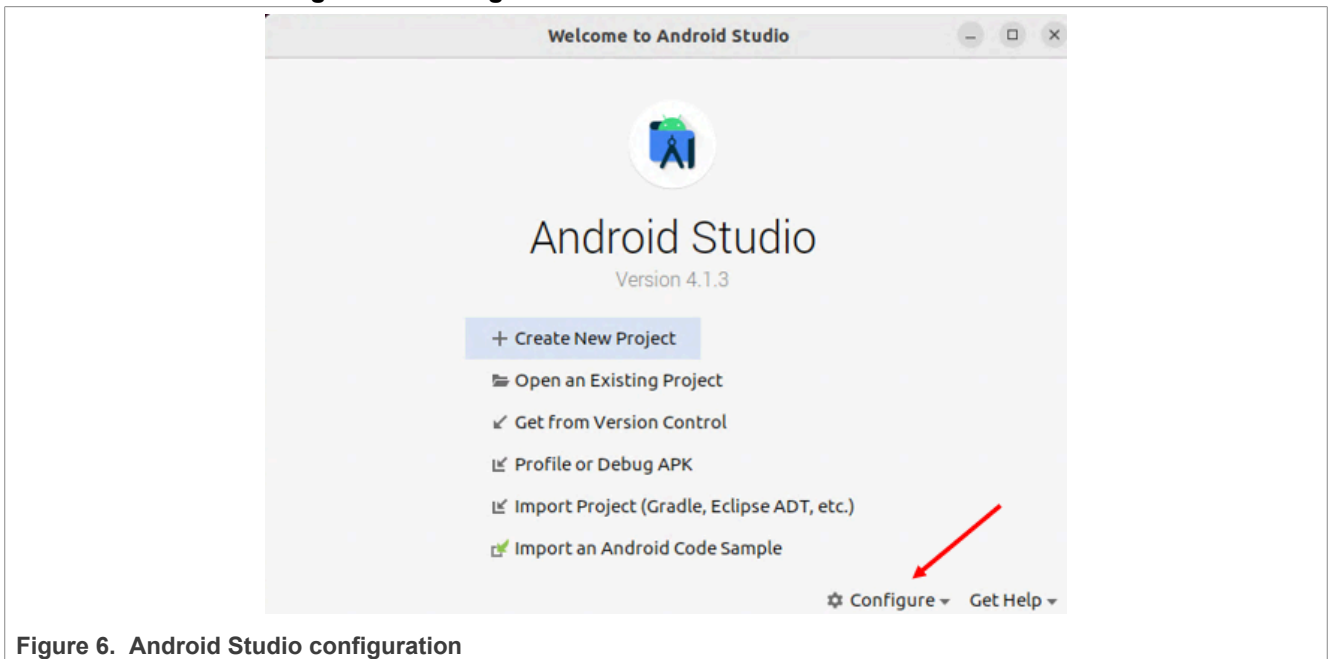 Welcome to Android Studio
Android Studio
Version 4.1.3
+ Create New Project
Open an Existing Project
Get from Version Control
Profile or Debug APK
Import Project (Gradle, Eclipse ADT, etc.)
Import an Android Code Sample
Configure Get Help
Figure 6. Android Studio configuration